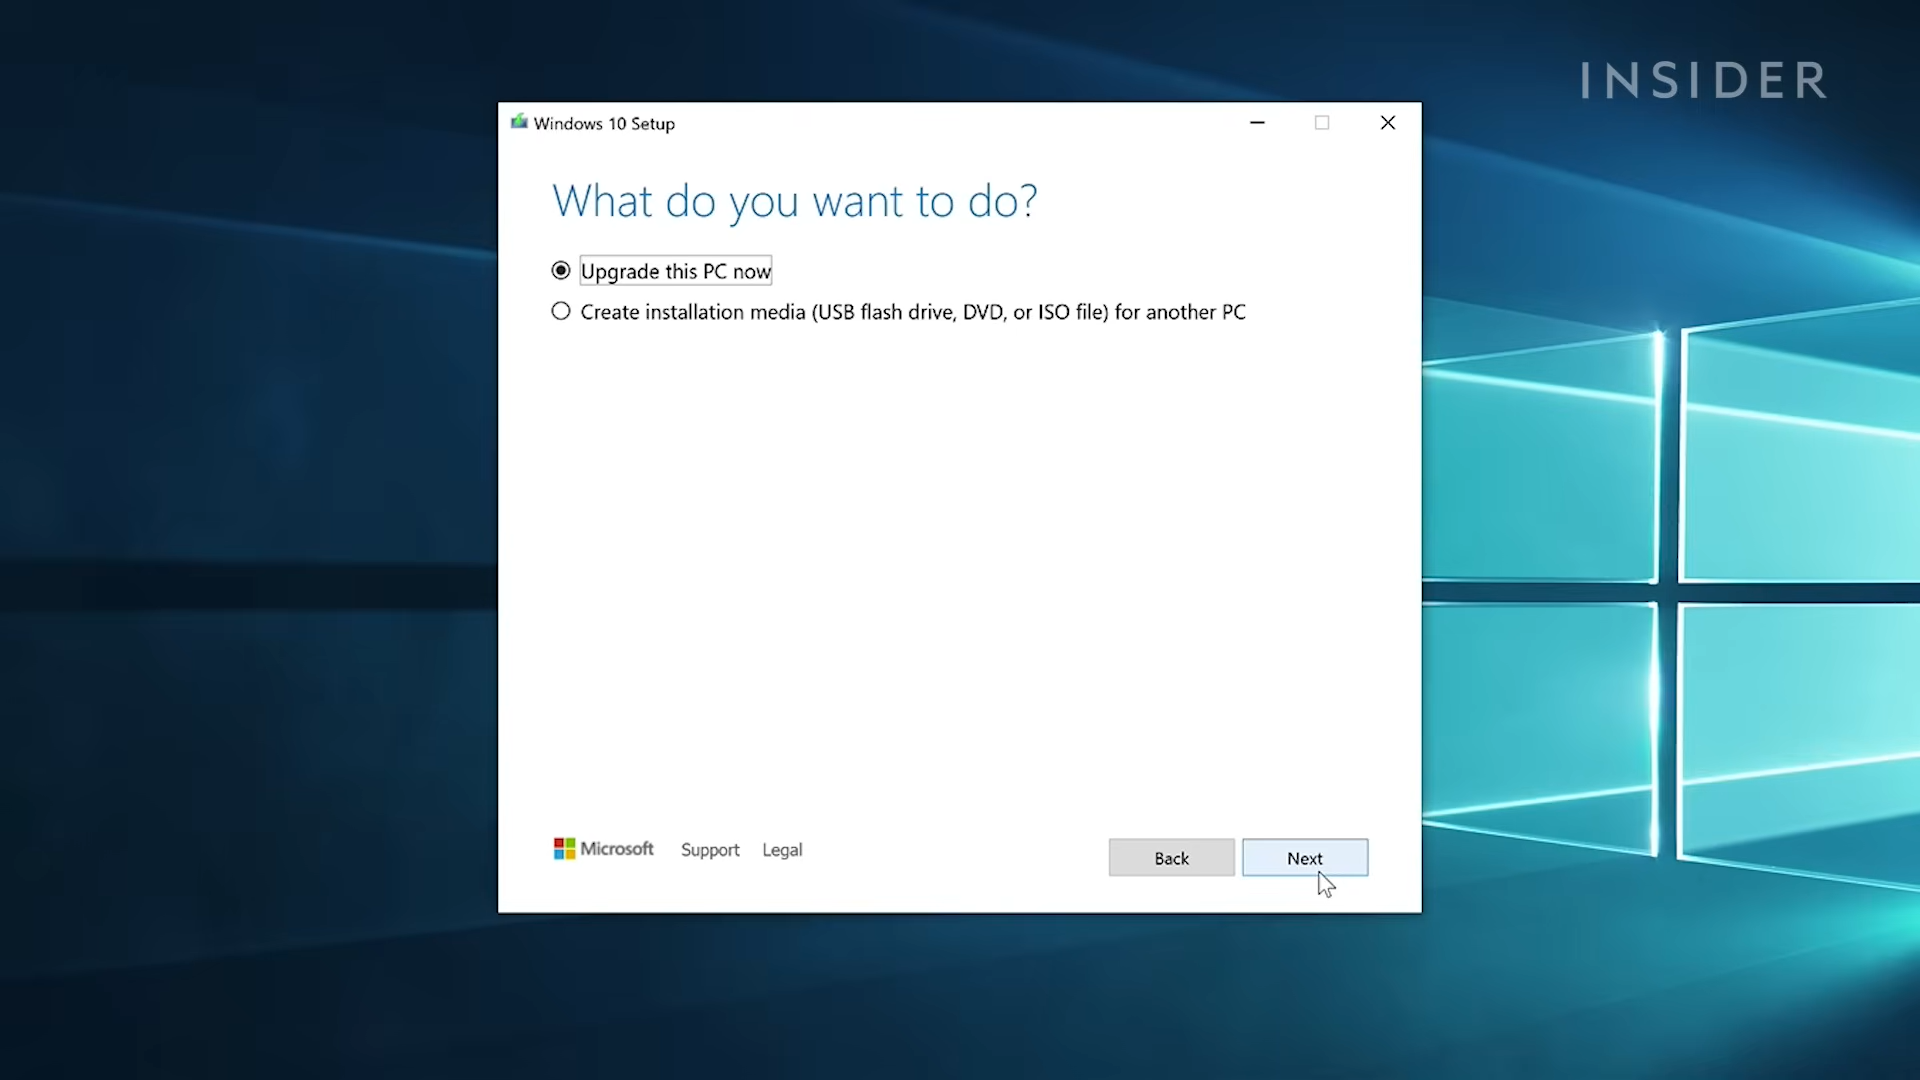 INSIDER
Windows 10 Setup
What do you want to do?
Upgrade this PC now
Create installation media (USB flash drive, DVD, or ISO file) for another PC
Microsoft Support Legal Back Next